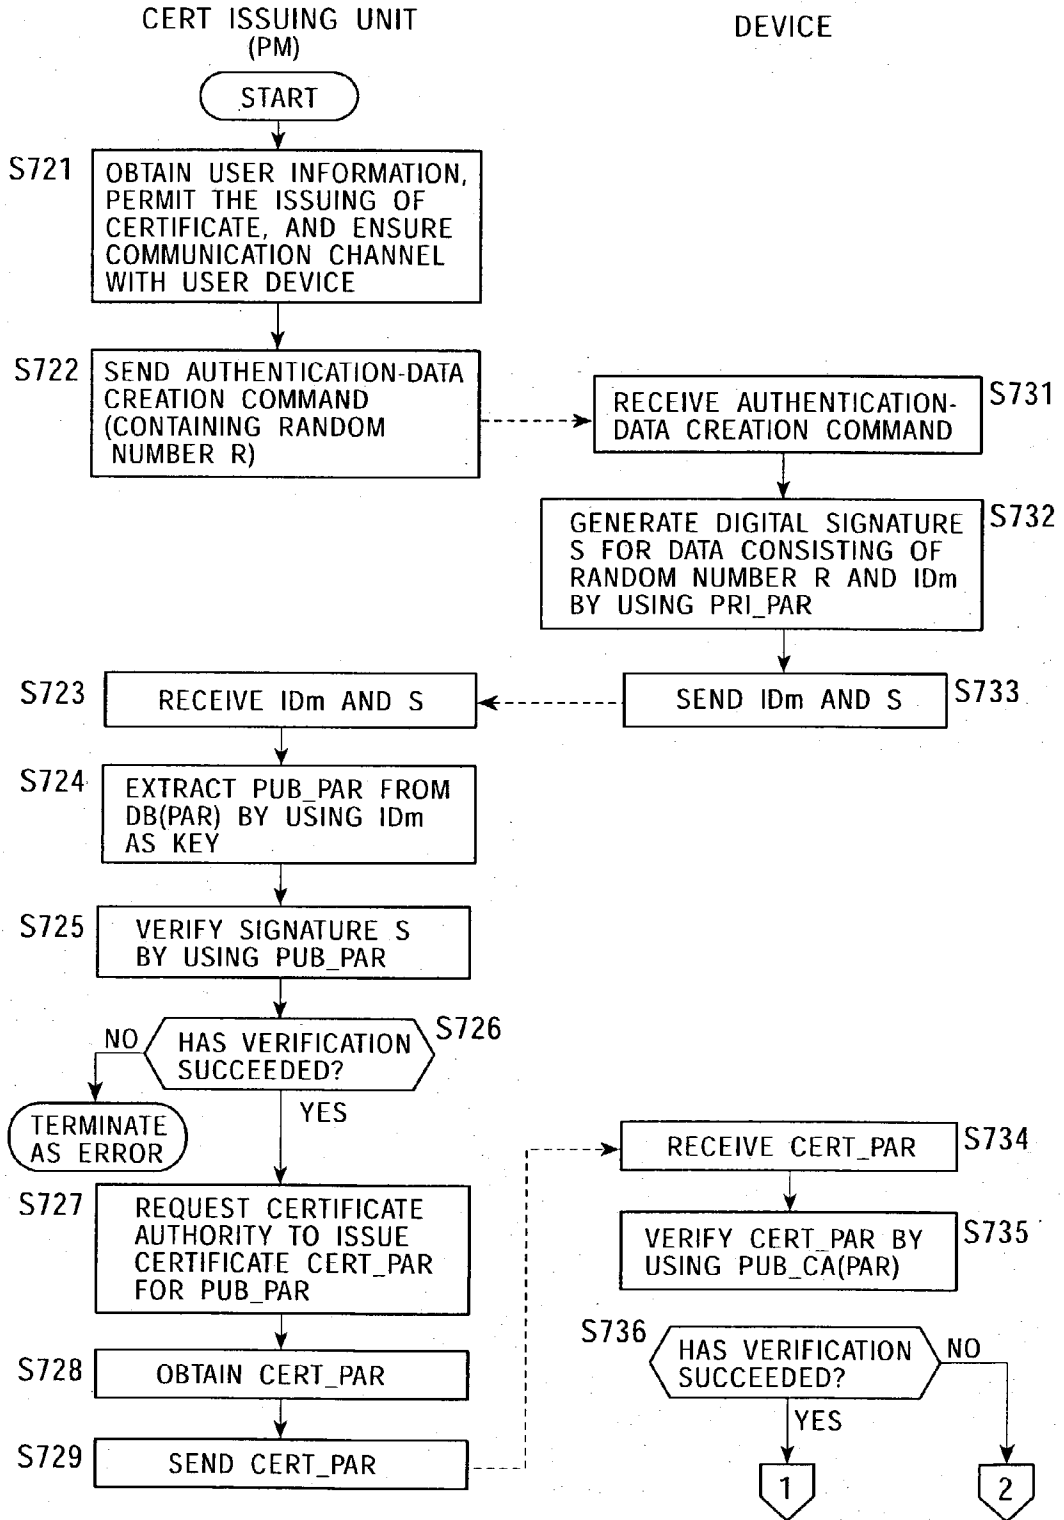 CERT ISSUING UNIT
(PM)
DEVICE
START
S721
OBTAIN USER INFORMATION,
PERMIT THE ISSUING OF
CERTIFICATE, AND ENSURE
COMMUNICATION CHANNEL
WITH USER DEVICE
S722
SEND AUTHENTICATION-DATA
CREATION COMMAND
(CONTAINING RANDOM
NUMBER R)
RECEIVE AUTHENTICATION-
DATA CREATION COMMAND
S731
GENERATE DIGITAL SIGNATURE
S FOR DATA CONSISTING OF
RANDOM NUMBER R AND IDm
BY USING PRI_PAR
S732
S723
RECEIVE IDm AND S
SEND IDm AND S
S733
S724
EXTRACT PUB_PAR FROM
DB(PAR) BY USING IDm
AS KEY
S725
VERIFY SIGNATURE S
BY USING PUB_PAR
S726
HAS VERIFICATION
SUCCEEDED?
NO
YES
TERMINATE
AS ERROR
S727
REQUEST CERTIFICATE
AUTHORITY TO ISSUE
CERTIFICATE CERT_PAR
FOR PUB_PAR
S728
OBTAIN CERT_PAR
S729
SEND CERT_PAR
RECEIVE CERT_PAR
S734
VERIFY CERT_PAR BY
USING PUB_CA(PAR)
S735
S736
HAS VERIFICATION
SUCCEEDED?
NO
YES
1
2